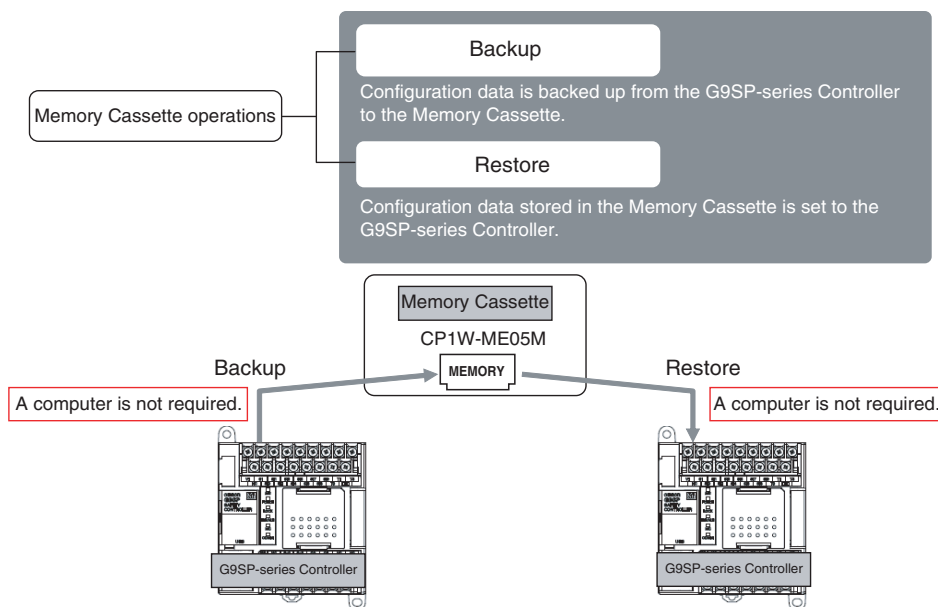 Backup
Memory Cassette operations
Configuration data is backed up from the G9SP-series Controller
to the Memory Cassette.
Restore
Configuration data stored in the Memory Cassette is set to the
G9SP-series Controller.
Memory Cassette
CP1W-ME05M
Backup
MEMORY
Restore
A computer is not required.
A computer is not required.
G9SP-series Controller
G9SP-series Controller